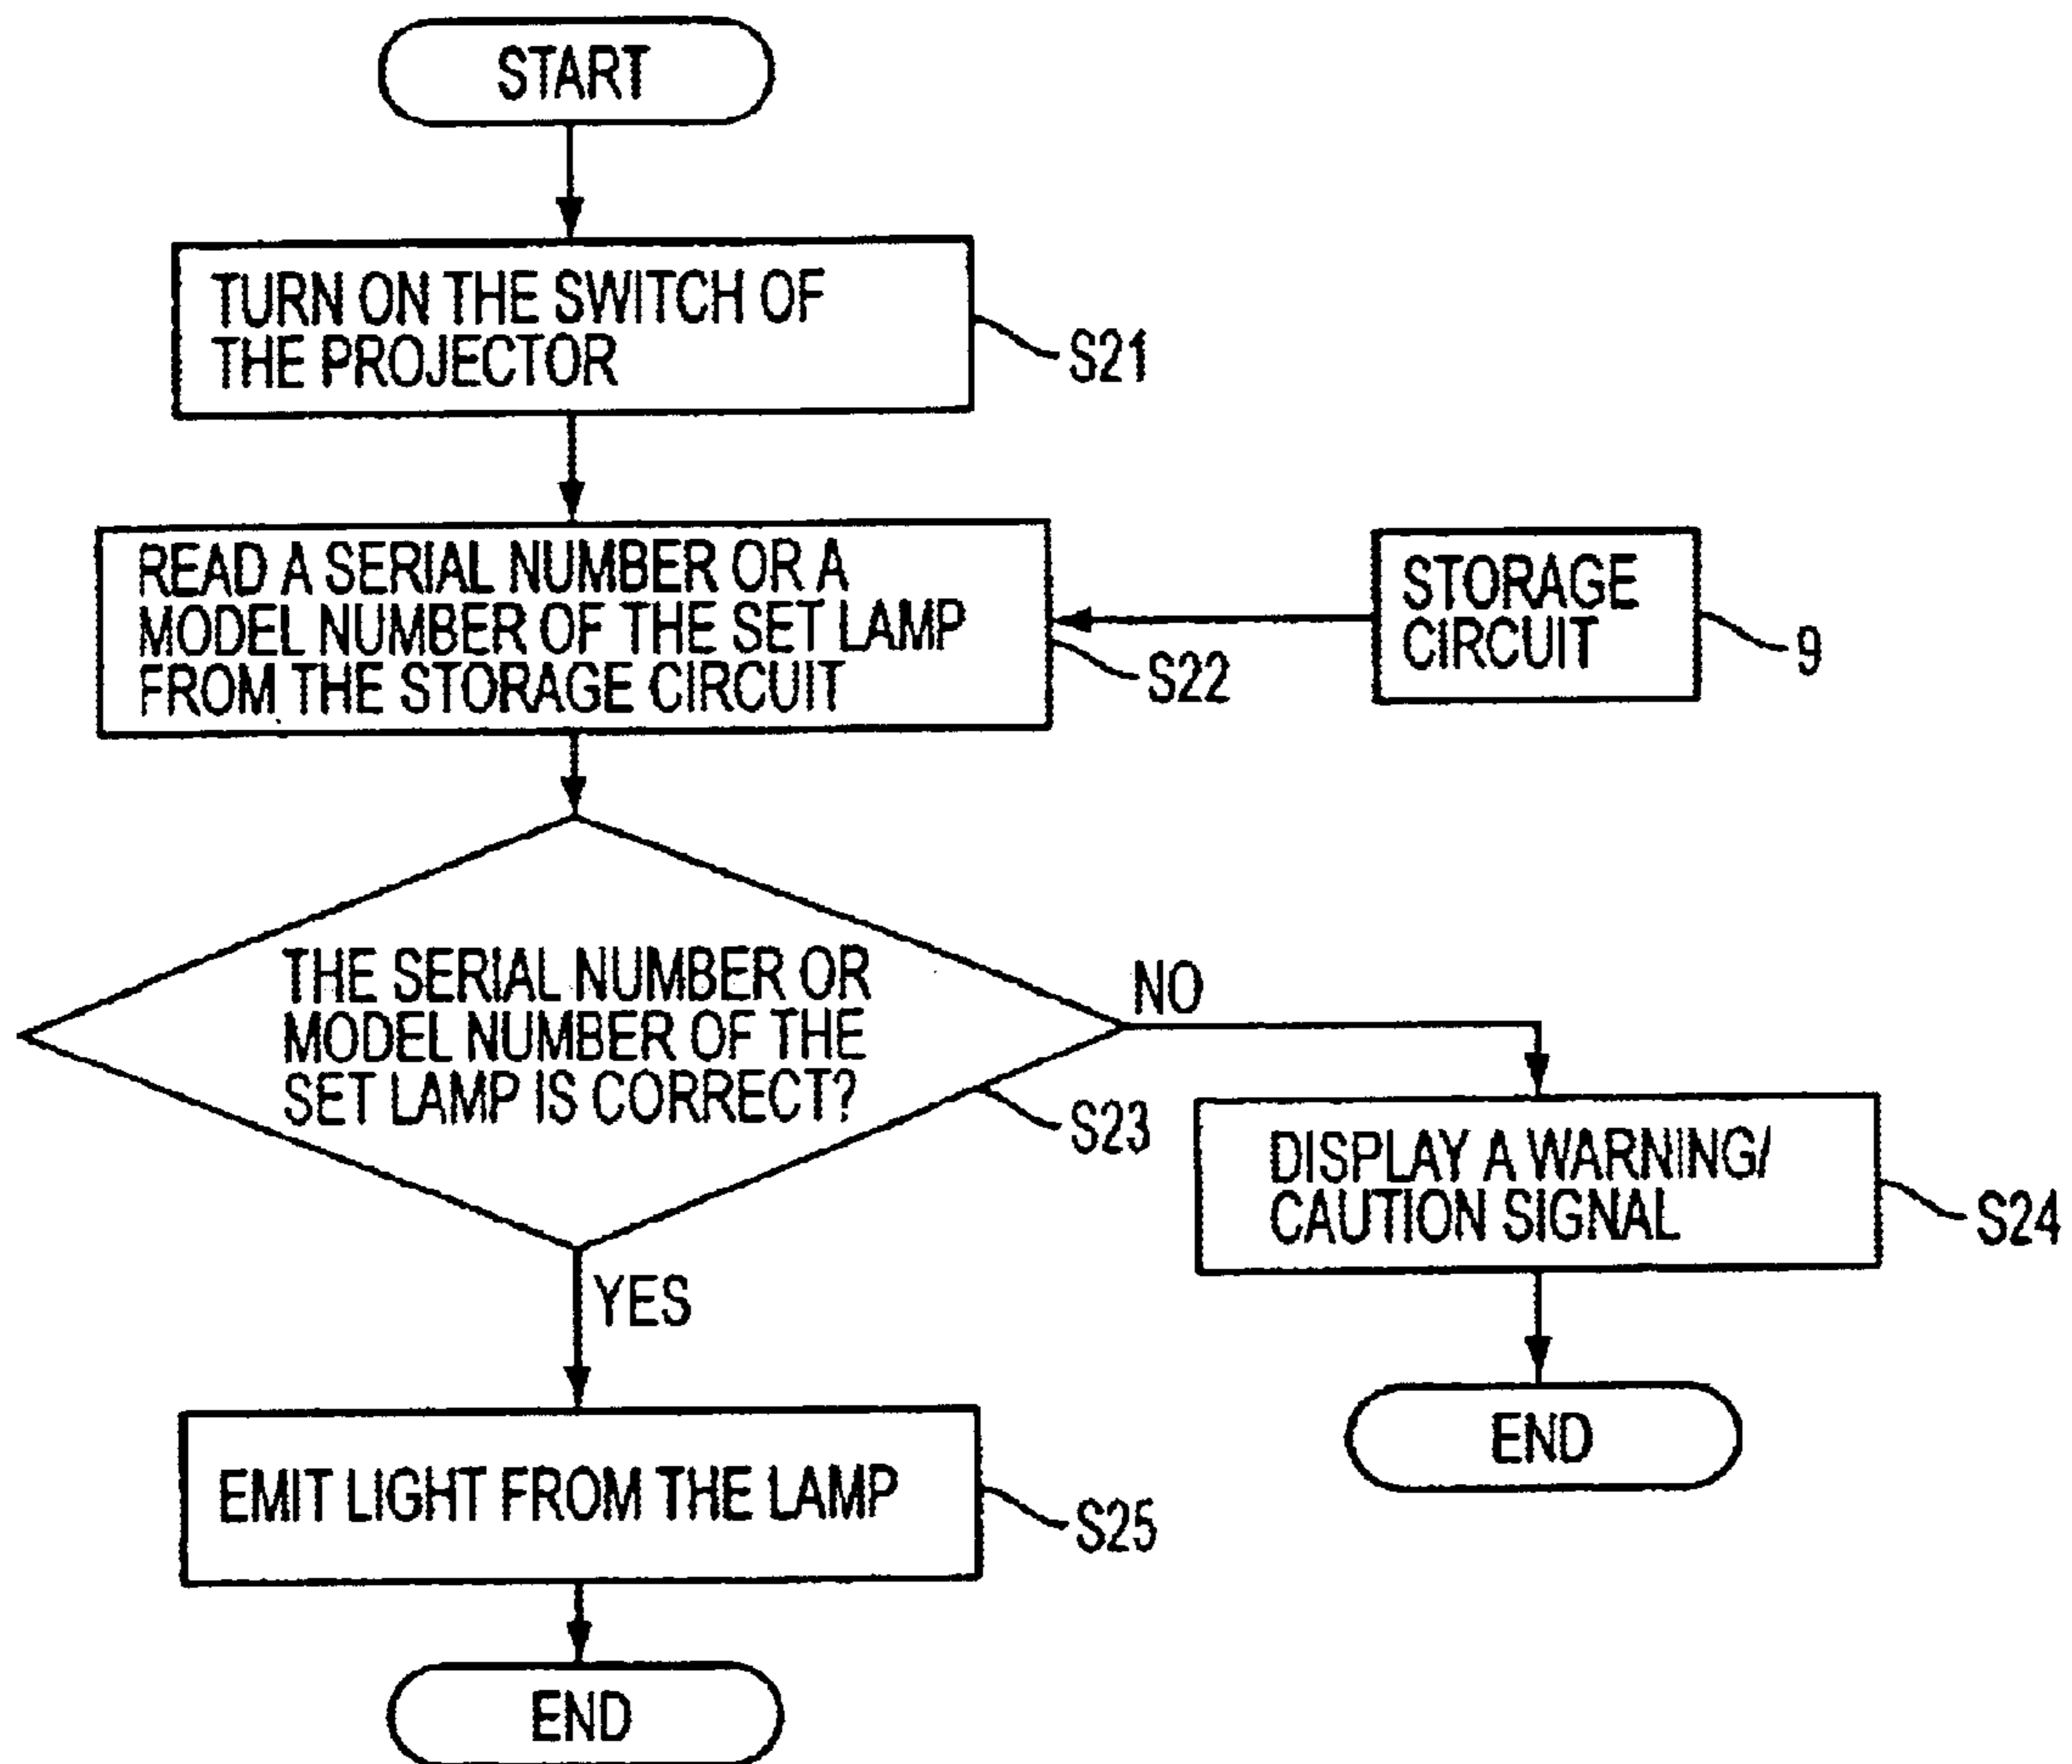 START
TURN ON THE SWITCH OF
THE PROJECTOR
S21
READ A SERIAL NUMBER OR A
MODEL NUMBER OF THE SET LAMP
FROM THE STORAGE CIRCUIT
S22
STORAGE
CIRCUIT
9
THE SERIAL NUMBER OR
MODEL NUMBER OF THE
SET LAMP IS CORRECT?
S23
NO
DISPLAY A WARNING/
CAUTION SIGNAL
S24
END
YES
EMIT LIGHT FROM THE LAMP
S25
END